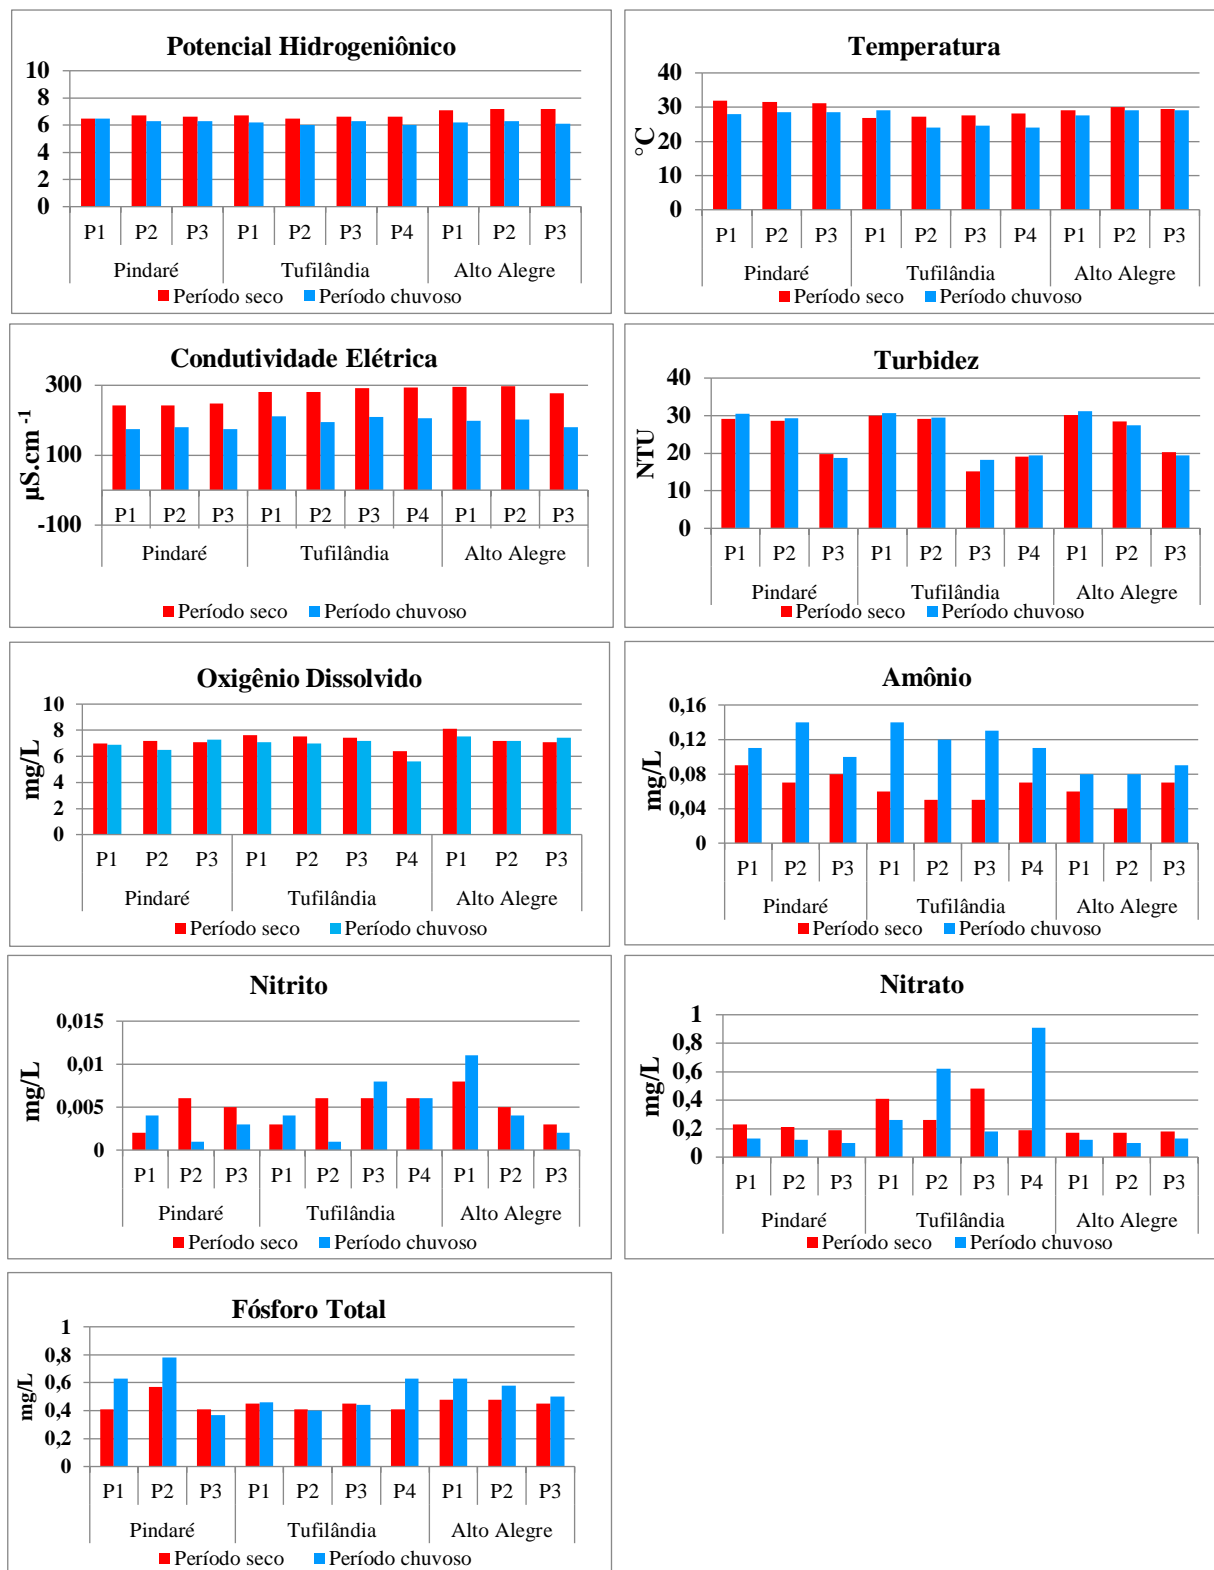 Potencial Hidrogeniônico
10
8
6
4
2
0
P1 P2 P3 P1 P2 P3 P4 P1 P2 P3
Pindaré Tufilândia Alto Alegre
Período seco Período chuvoso
Temperatura
°C
40
30
20
10
0
P1 P2 P3 P1 P2 P3 P4 P1 P2 P3
Pindaré Tufilândia Alto Alegre
Período seco Período chuvoso
Condutividade Elétrica
µS.cm -1
300
100
-100
P1 P2 P3 P1 P2 P3 P4 P1 P2 P3
Pindaré Tufilândia Alto Alegre
Período seco Período chuvoso
Turbidez
NTU
40
30
20
10
0
P1 P2 P3 P1 P2 P3 P4 P1 P2 P3
Pindaré Tufilândia Alto Alegre
Período seco Período chuvoso
Oxigênio Dissolvido
mg/L
10
8
6
4
2
0
P1 P2 P3 P1 P2 P3 P4 P1 P2 P3
Pindaré Tufilândia Alto Alegre
Período seco Período chuvoso
Amônio
mg/L
0,16
0,12
0,08
0,04
0
P1 P2 P3 P1 P2 P3 P4 P1 P2 P3
Pindaré Tufilândia Alto Alegre
Período seco Período chuvoso
Nitrito
mg/L
0,015
0,01
0,005
0
P1 P2 P3 P1 P2 P3 P4 P1 P2 P3
Pindaré Tufilândia Alto Alegre
Período seco Período chuvoso
Nitrato
mg/L
1
0,8
0,6
0,4
0,2
0
P1 P2 P3 P1 P2 P3 P4 P1 P2 P3
Pindaré Tufilândia Alto Alegre
Período seco Período chuvoso
Fósforo Total
mg/L
1
0,8
0,6
0,4
0,2
0
P1 P2 P3 P1 P2 P3 P4 P1 P2 P3
Pindaré Tufilândia Alto Alegre
Período seco Período chuvoso